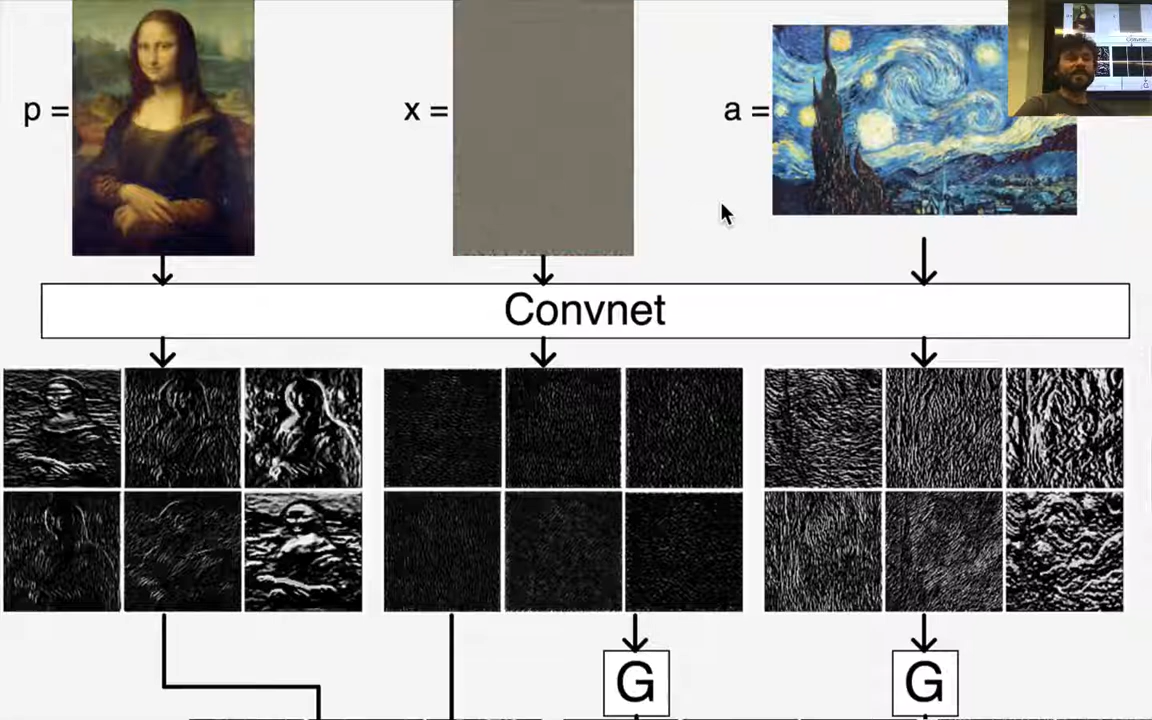 p =
x =
a =
Convnet
G
G